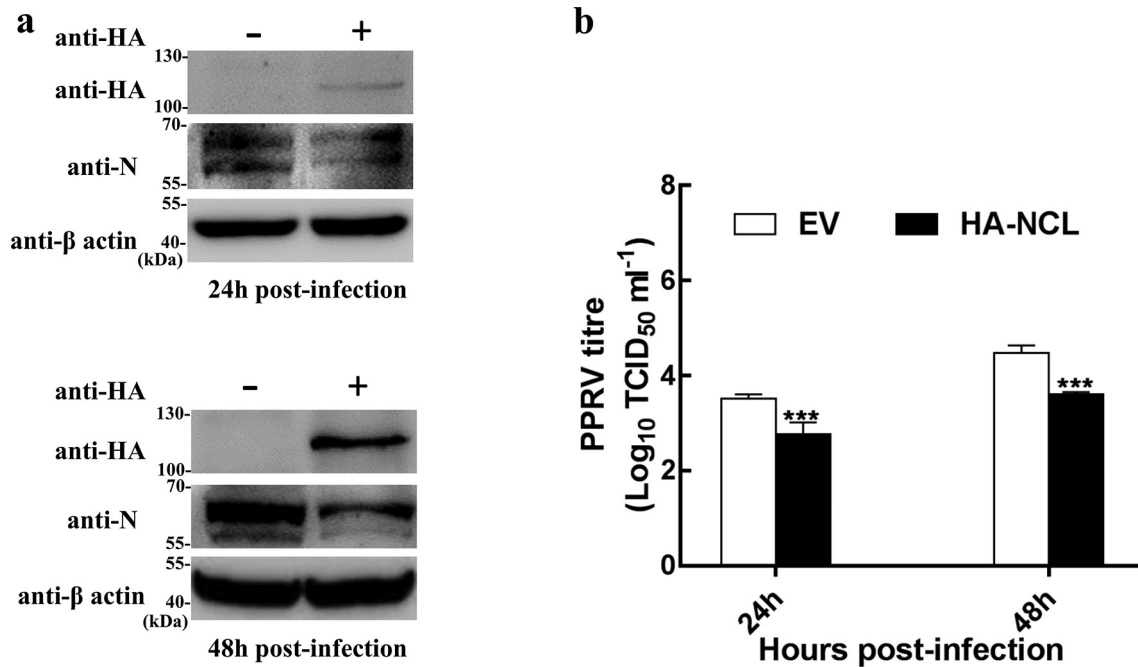 a
anti-HA - +
130-
anti-HA
100-
70-
anti-N
55-
55-
anti-β actin
40-
(kDa)
24h post-infection
anti-HA - +
130-
anti-HA
100-
70-
anti-N
55-
55-
anti-β actin
40-
(kDa)
48h post-infection
b
PPRV titre
(Log10 TCID50 ml-1)
8
EV HA-NCL
6
4
***
***
2
0
24h 48h
Hours post-infection